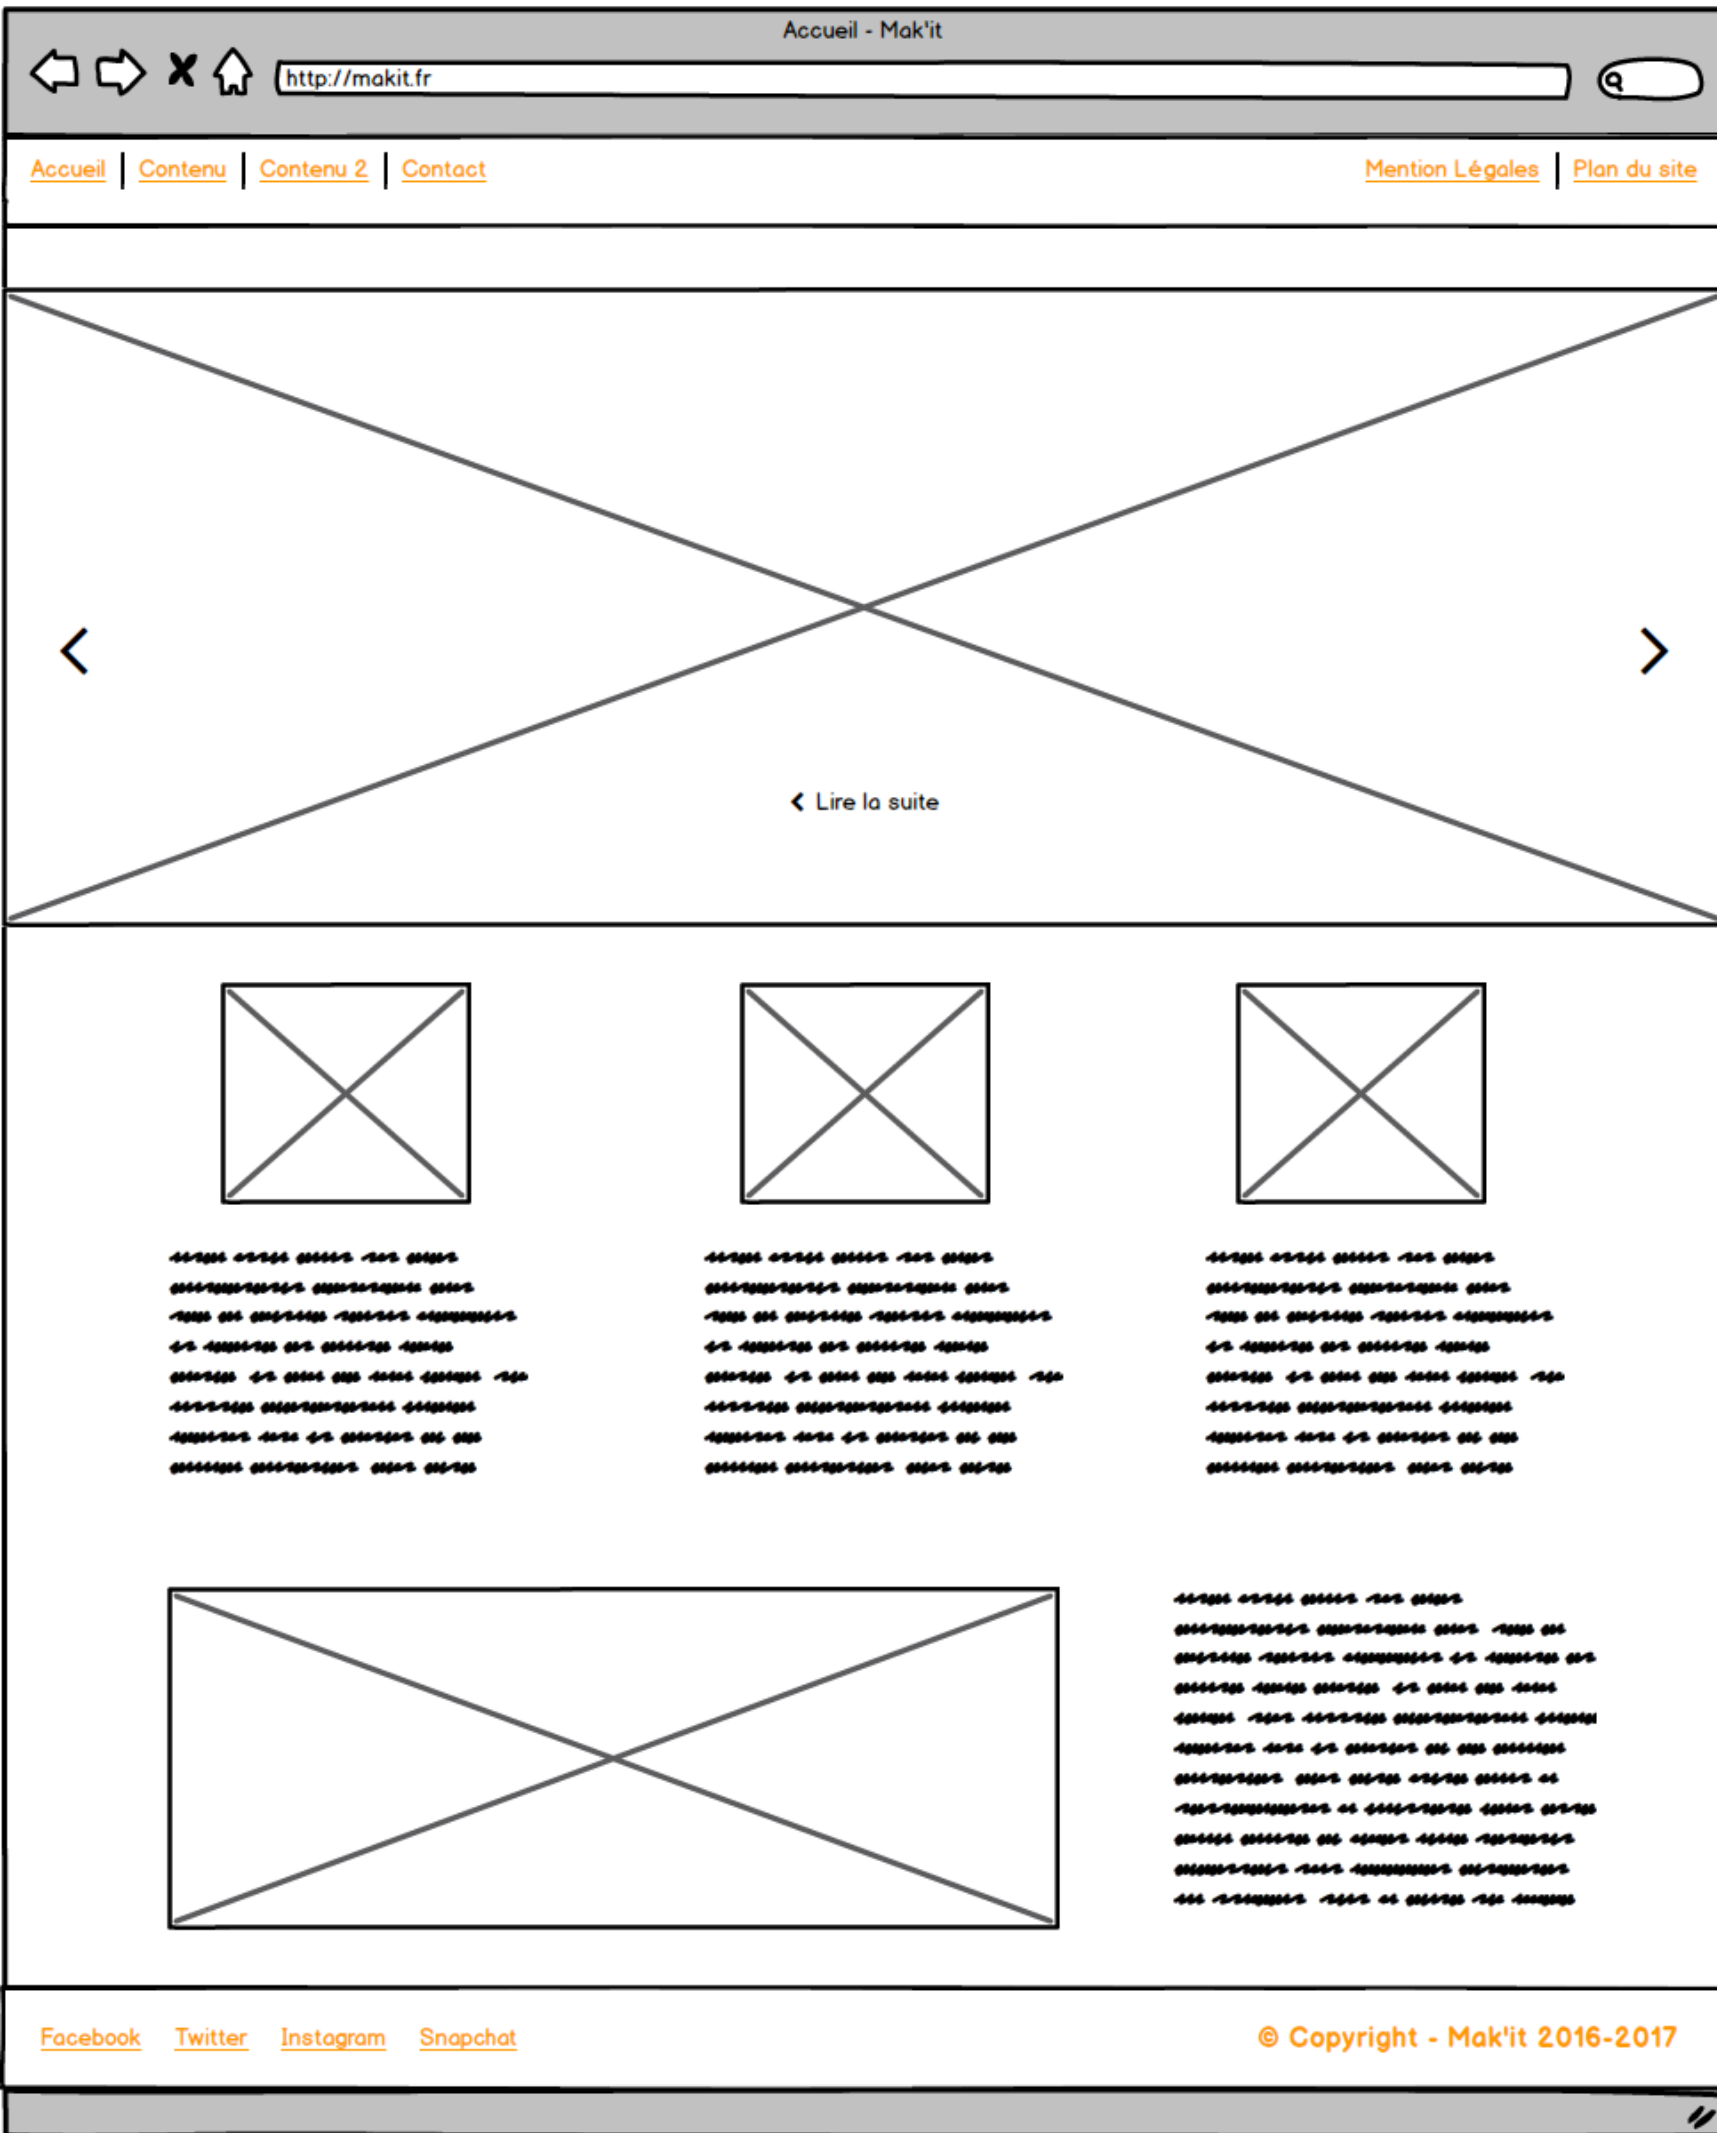 Accueil - Mak'it
http://makit.fr
Accueil | Contenu | Contenu 2 | Contact Mention Légales | Plan du site
Lire la suite
Facebook Twitter Instagram Snapchat © Copyright - Mak'it 2016-2017